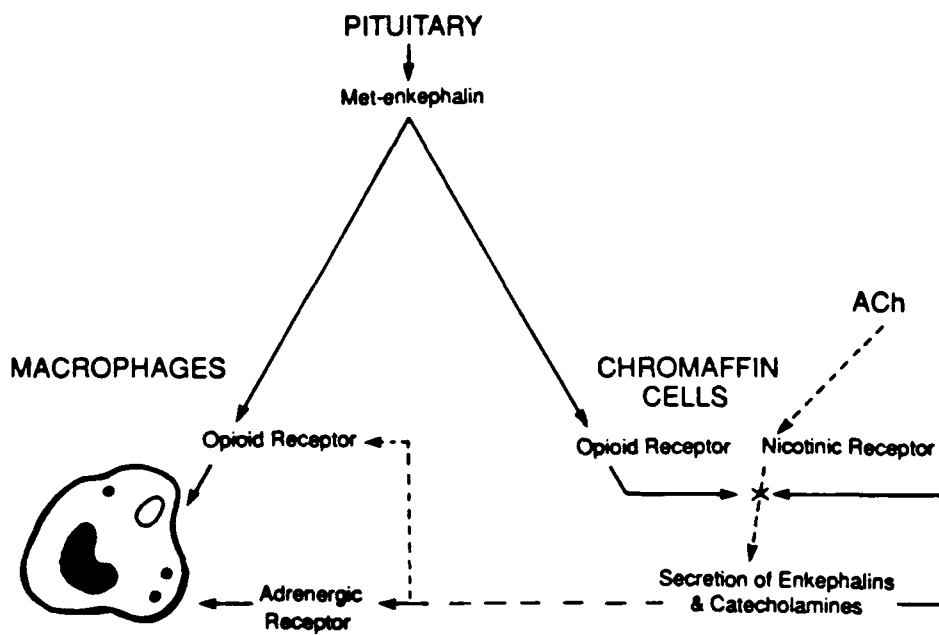 PITUITARY
Met-enkephalin
ACh
MACROPHAGES
CHROMAFFIN
CELLS
Opioid Receptor
Opioid Receptor
Nicotinic Receptor
Secretion of Enkephalins
& Catecholamines
Adrenergic
Receptor